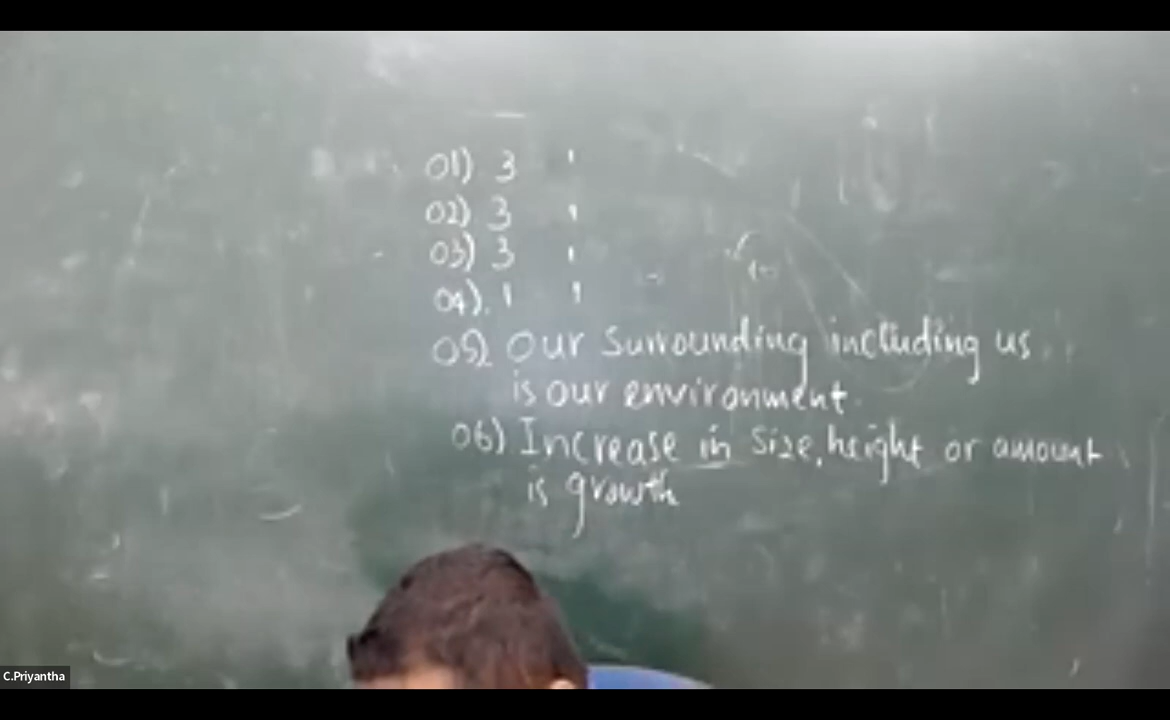 01) 3 '
02) 3 '
03) 3 '
04). 1 '
05) Our Surrounding including us
is our environment.
06) Increase in size, height or amount
is growth
C.Priyantha